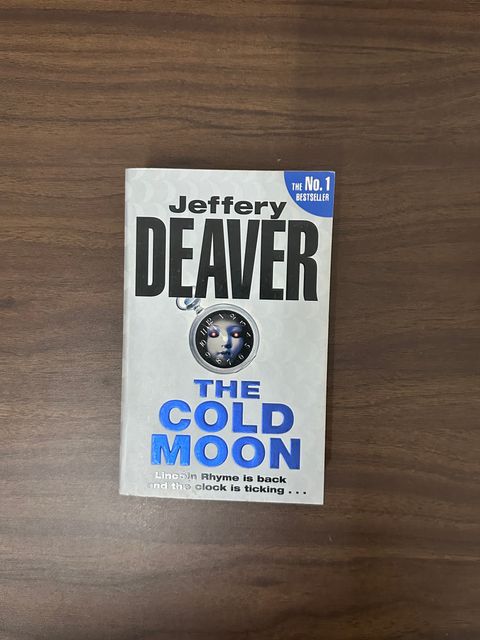 THE No. 1
BESTSELLER
Jeffery
DEAVER
THE
COLD
MOON
Lincoln Rhyme is back
and the clock is ticking . . .